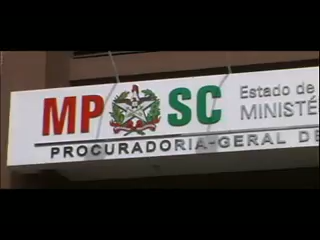 MP SC
Estado de
MINISTÉ
PROCURADORIA-GERAL DE